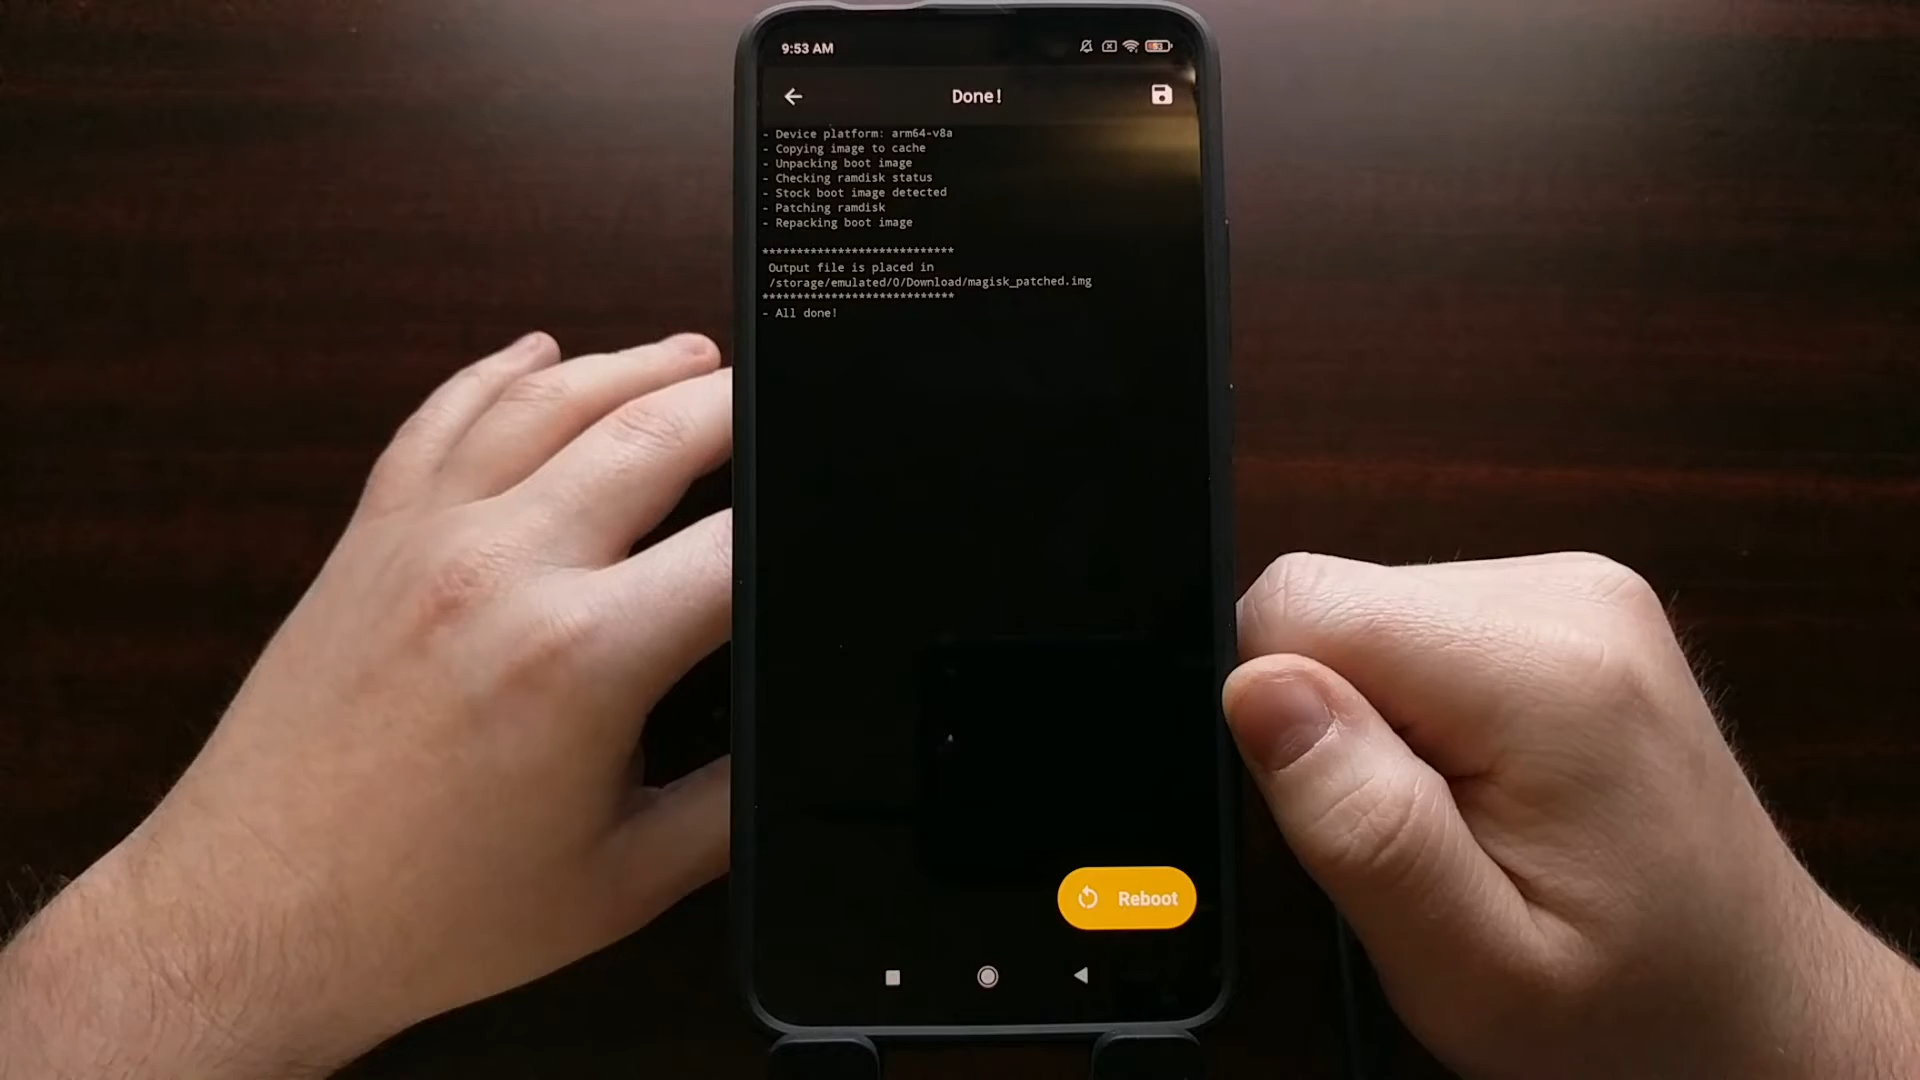 9:53 AM
Done!
- Device platform: arm64-v8a
- Copying image to cache
- Unpacking boot image
- Checking ramdisk status
- Stock boot image detected
- Patching ramdisk
- Repacking boot image
****************************
Output file is placed in
/storage/emulated/0/Download/magisk_patched.img
****************************
- All done!
Reboot